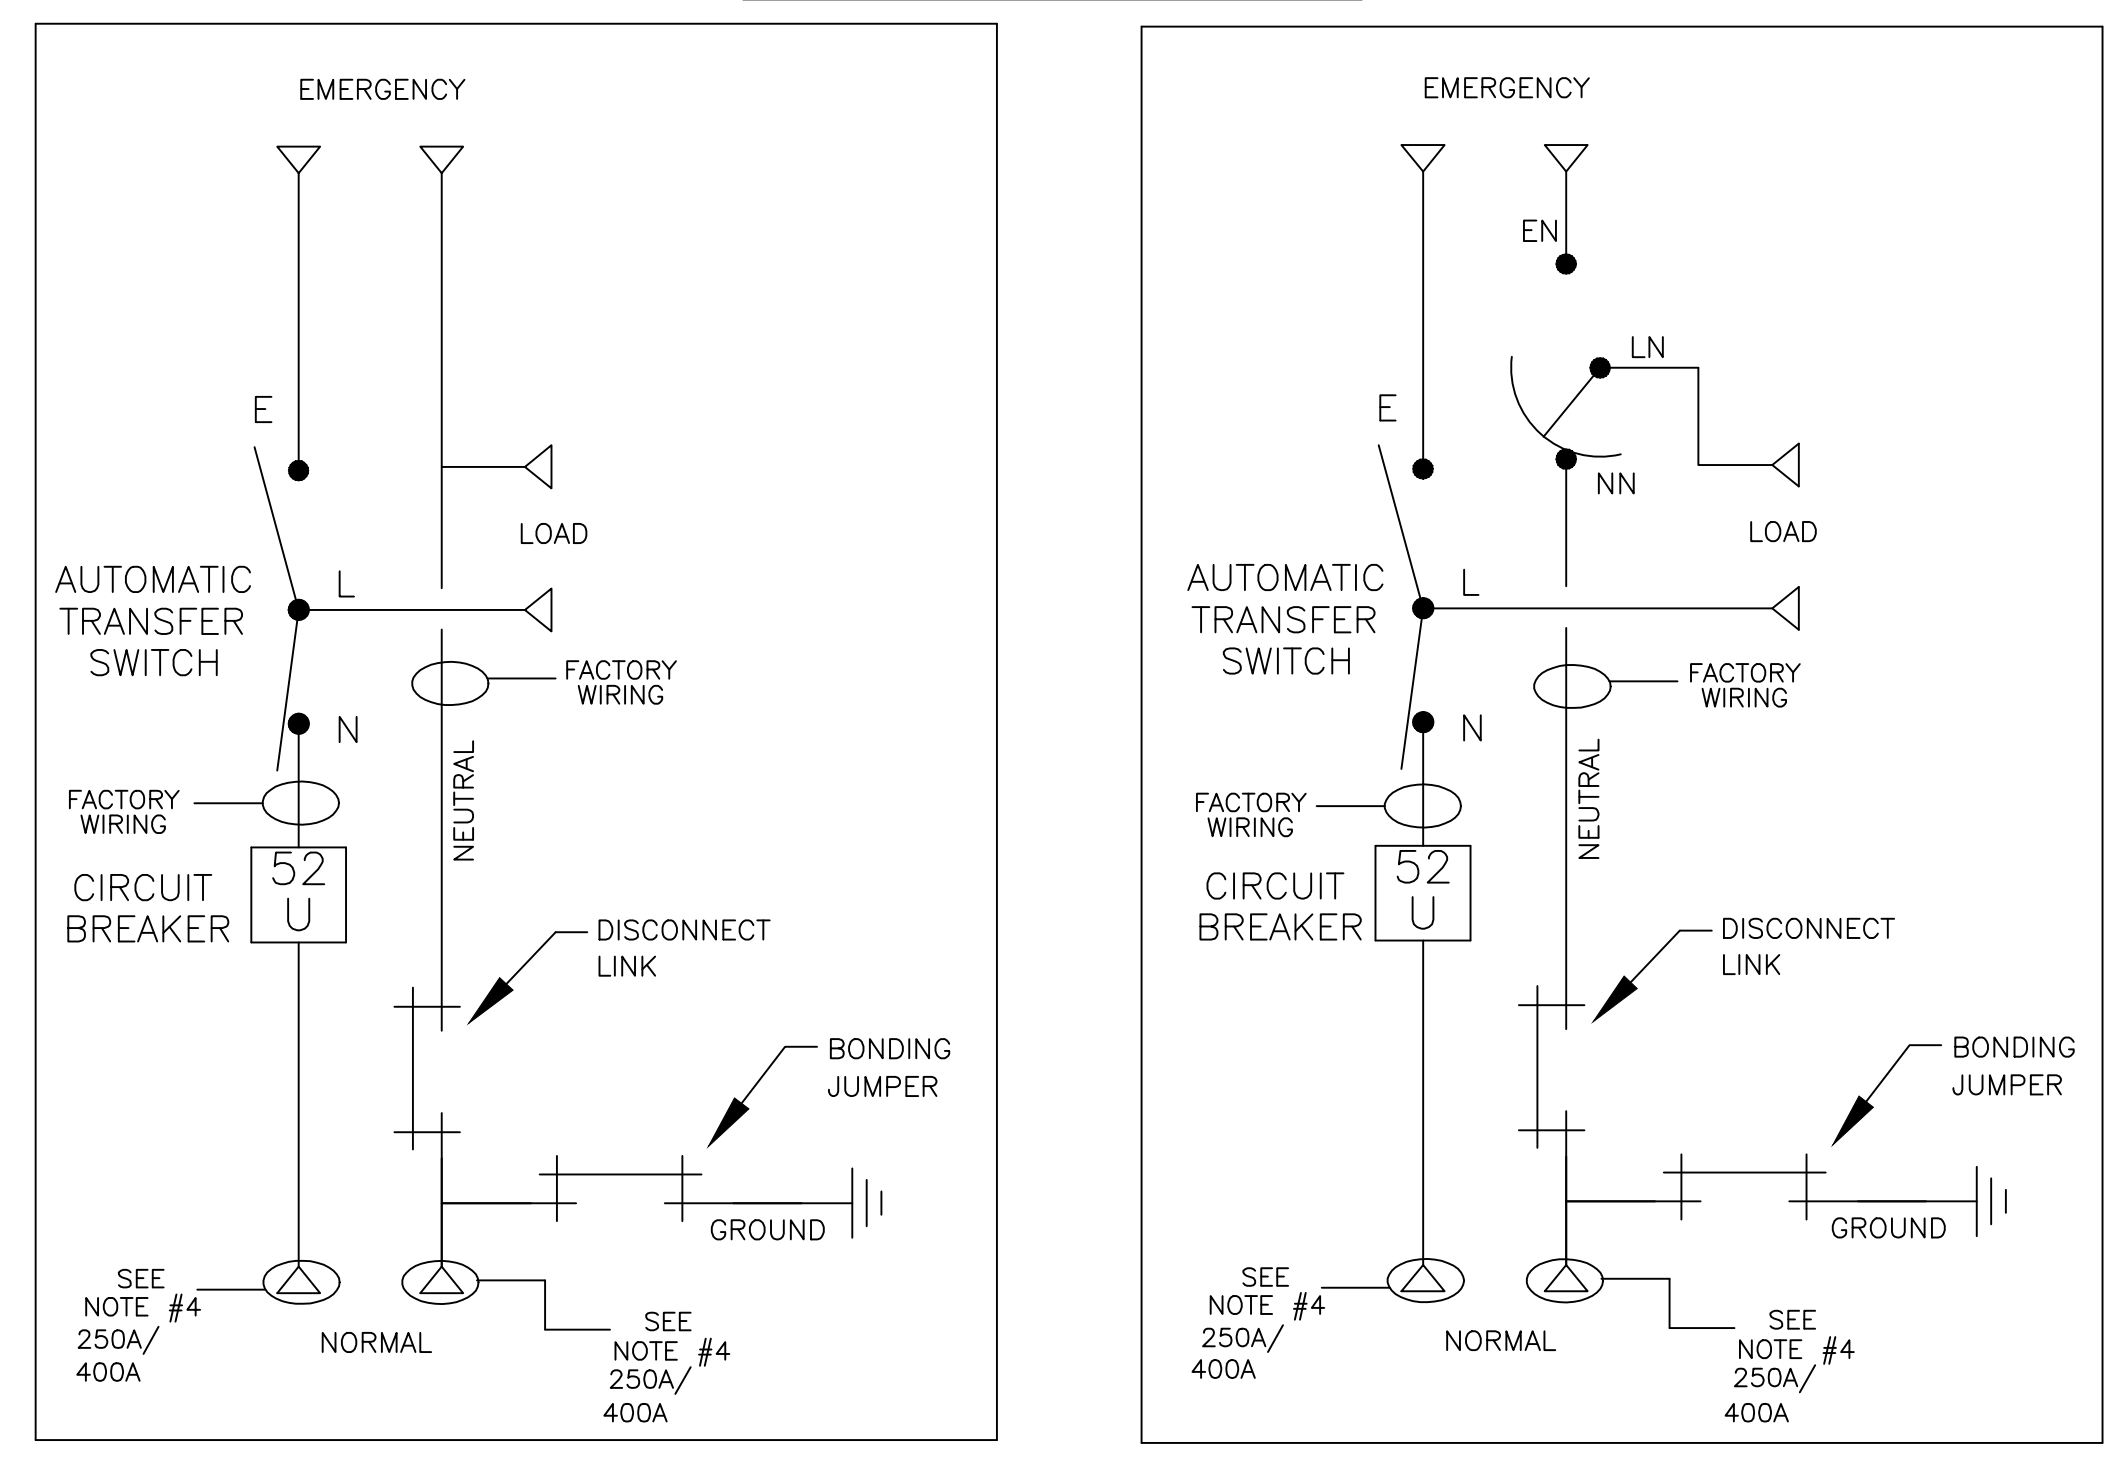 EMERGENCY
E
LOAD
AUTOMATIC
TRANSFER
SWITCH
L
FACTORY
WIRING
N
NEUTRAL
FACTORY
WIRING
52
U
CIRCUIT
BREAKER
DISCONNECT
LINK
BONDING
JUMPER
GROUND
SEE
NOTE #4
250A/
400A
NORMAL
SEE
NOTE #4
250A/
400A
EMERGENCY
EN
LN
E
NN
LOAD
AUTOMATIC
TRANSFER
SWITCH
L
FACTORY
WIRING
N
NEUTRAL
FACTORY
WIRING
52
U
CIRCUIT
BREAKER
DISCONNECT
LINK
BONDING
JUMPER
GROUND
SEE
NOTE #4
250A/
400A
NORMAL
SEE
NOTE #4
250A/
400A